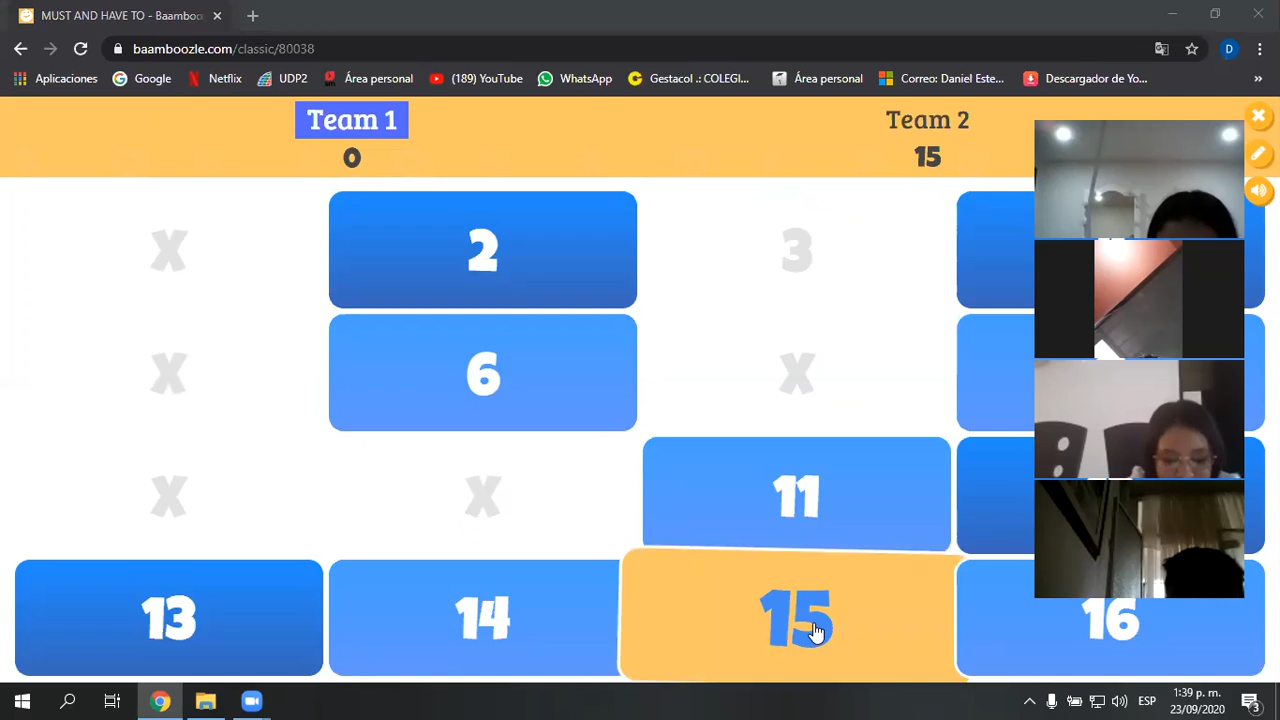 MUST AND HAVE TO - Baamboo
baamboozle.com/classic/80038
D
Aplicaciones
Google
Netflix
UDP2
Área personal
(189) YouTube
WhatsApp
Gestacol .: COLEGI...
Área personal
Correo: Daniel Este...
Descargador de Yo...
»
Team 1
0
Team 2
15
X
2
3
X
6
X
X
X
11
13
14
15
16
ESP
1:39 p. m.
23/09/2020
3